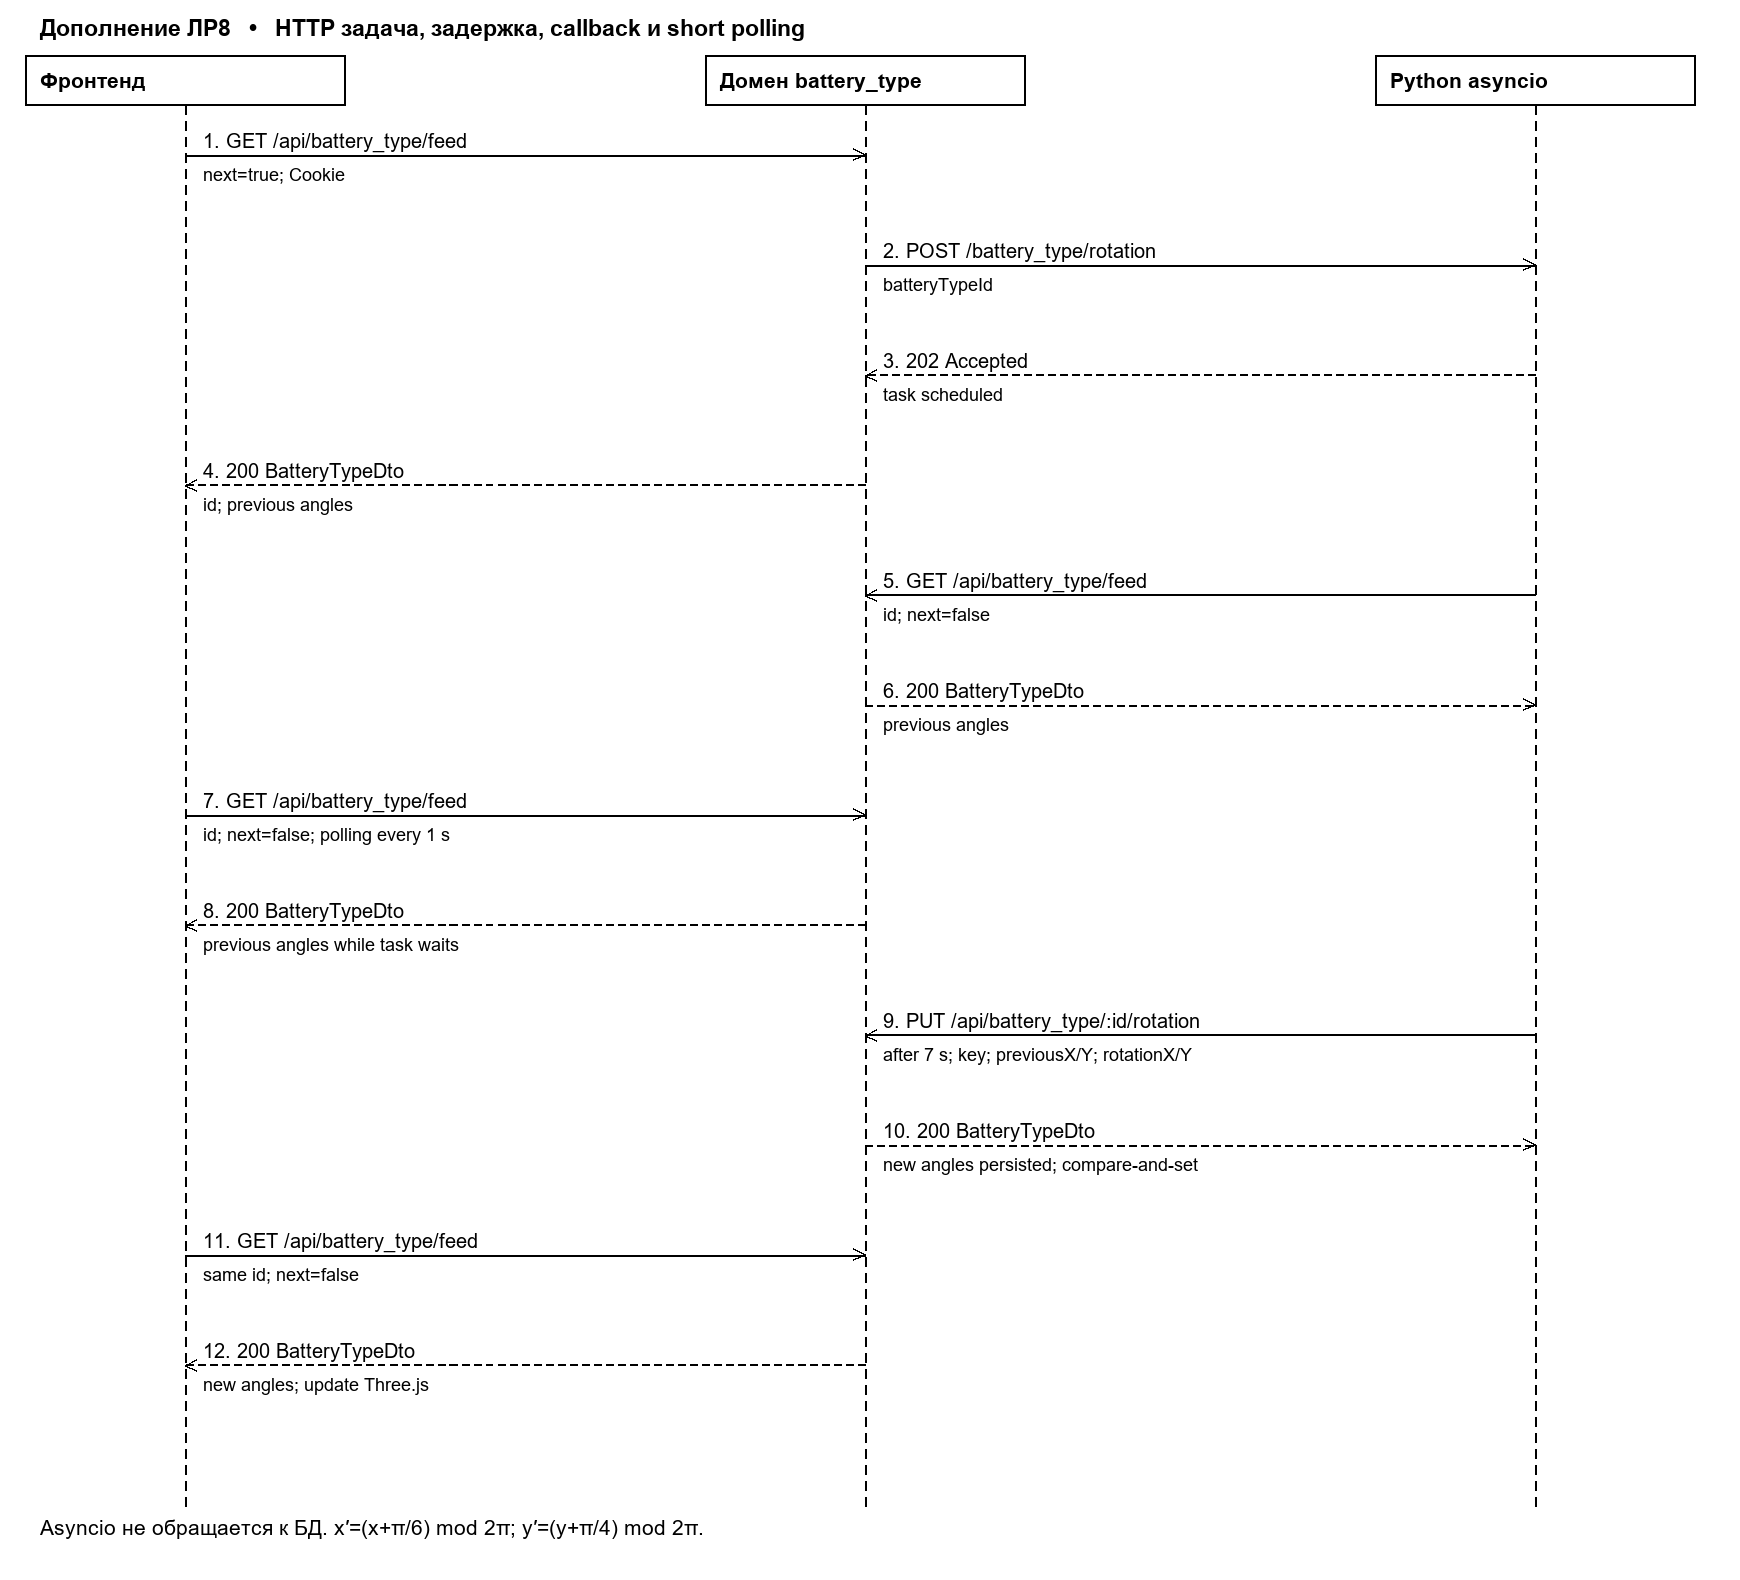 Дополнение ЛР8 • HTTP задача, задержка, callback и short polling
Фронтенд
Домен battery_type
Python asyncio
1. GET /api/battery_type/feed
next=true; Cookie
2. POST /battery_type/rotation
batteryTypeId
3. 202 Accepted
task scheduled
4. 200 BatteryTypeDto
id; previous angles
5. GET /api/battery_type/feed
id; next=false
6. 200 BatteryTypeDto
previous angles
7. GET /api/battery_type/feed
id; next=false; polling every 1 s
8. 200 BatteryTypeDto
previous angles while task waits
9. PUT /api/battery_type/:id/rotation
after 7 s; key; previousX/Y; rotationX/Y
10. 200 BatteryTypeDto
new angles persisted; compare-and-set
11. GET /api/battery_type/feed
same id; next=false
12. 200 BatteryTypeDto
new angles; update Three.js
Asyncio не обращается к БД. x′=(x+π/6) mod 2π; y′=(y+π/4) mod 2π.